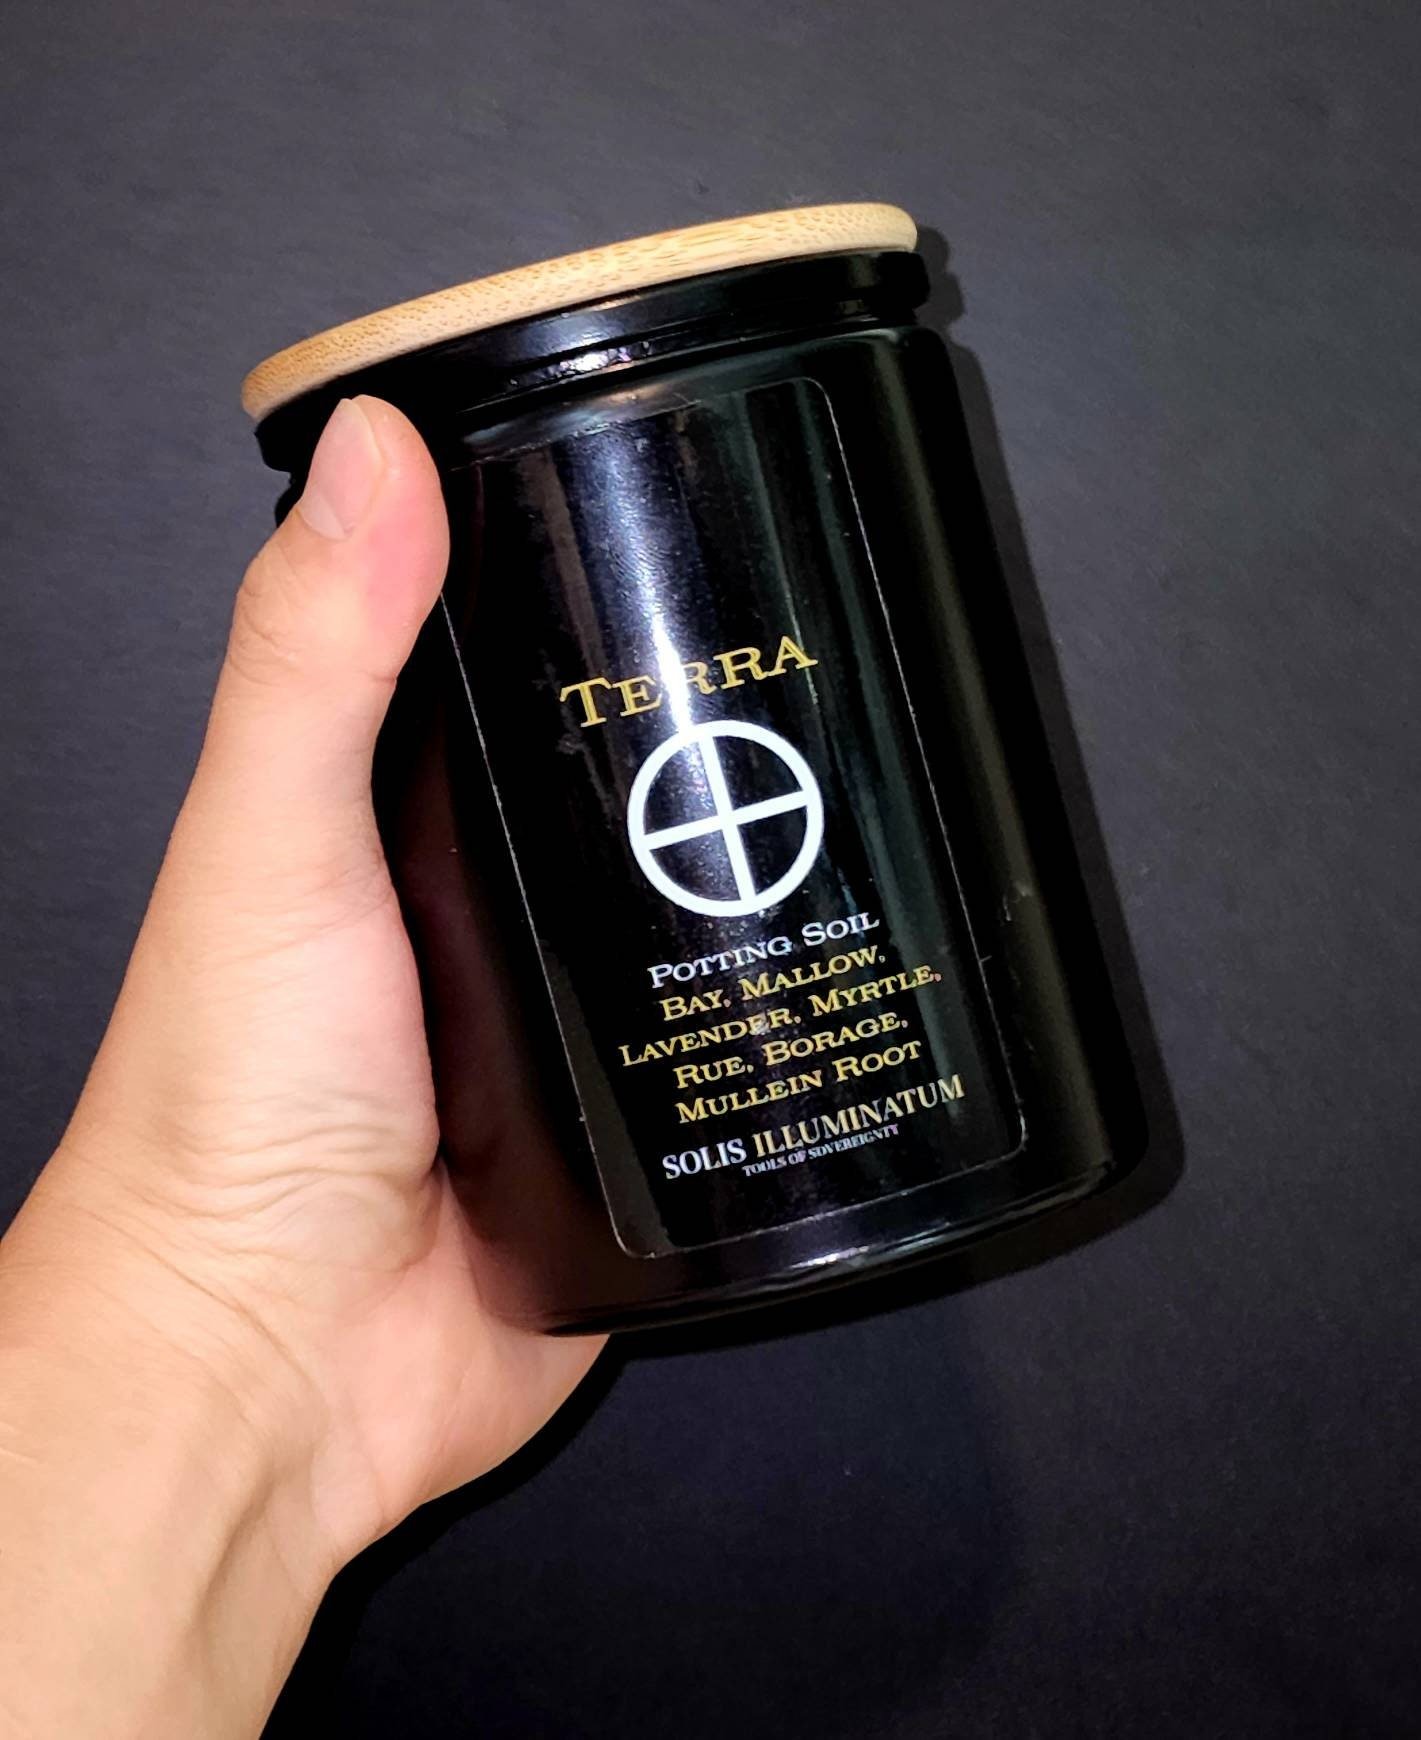 TERRA
POTTING SOIL
BAY, MALLOW,
LAVENDER, MYRTLE,
RUE, BORAGE,
MULLEIN ROOT
SOLIS ILLUMINATUM
TOOLS OF SOVEREIGNTY